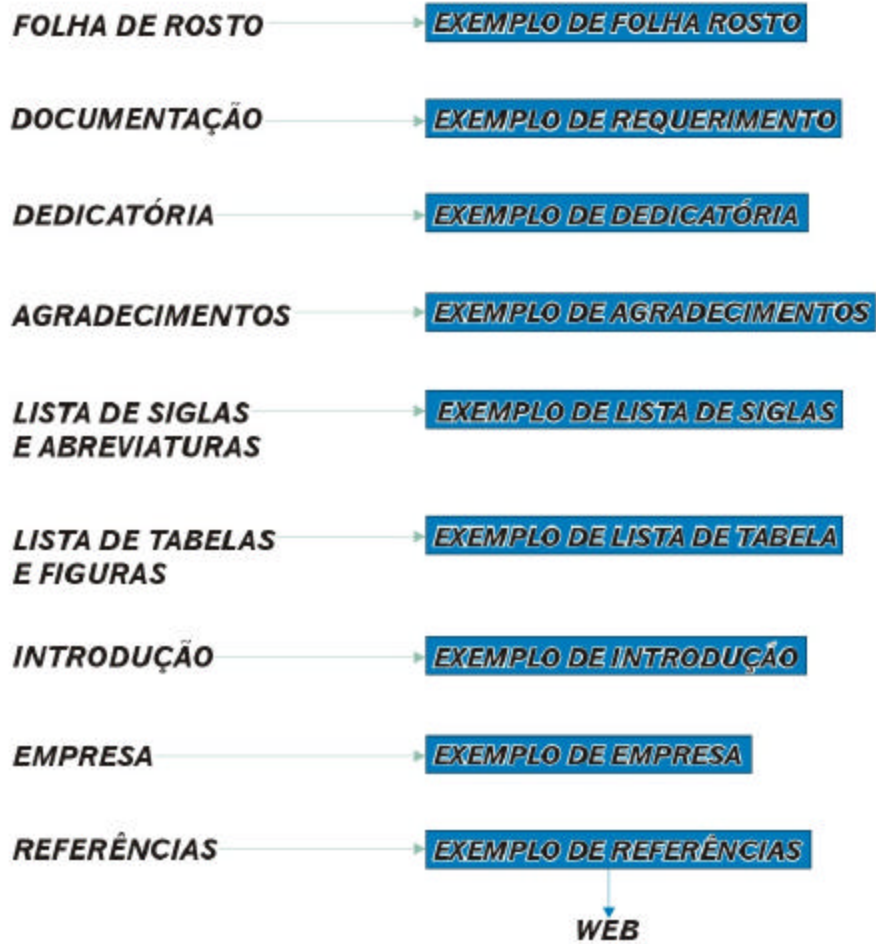 FOLHA DE ROSTO
EXEMPLO DE FOLHA ROSTO
DOCUMENTAÇÃO
EXEMPLO DE REQUERIMENTO
DEDICATÓRIA
EXEMPLO DE DEDICATÓRIA
AGRADECIMENTOS
EXEMPLO DE AGRADECIMENTOS
LISTA DE SIGLAS
E ABREVIATURAS
EXEMPLO DE LISTA DE SIGLAS
LISTA DE TABELAS
E FIGURAS
EXEMPLO DE LISTA DE TABELA
INTRODUÇÃO
EXEMPLO DE INTRODUÇÃO
EMPRESA
EXEMPLO DE EMPRESA
REFERÊNCIAS
EXEMPLO DE REFERÊNCIAS
WEB